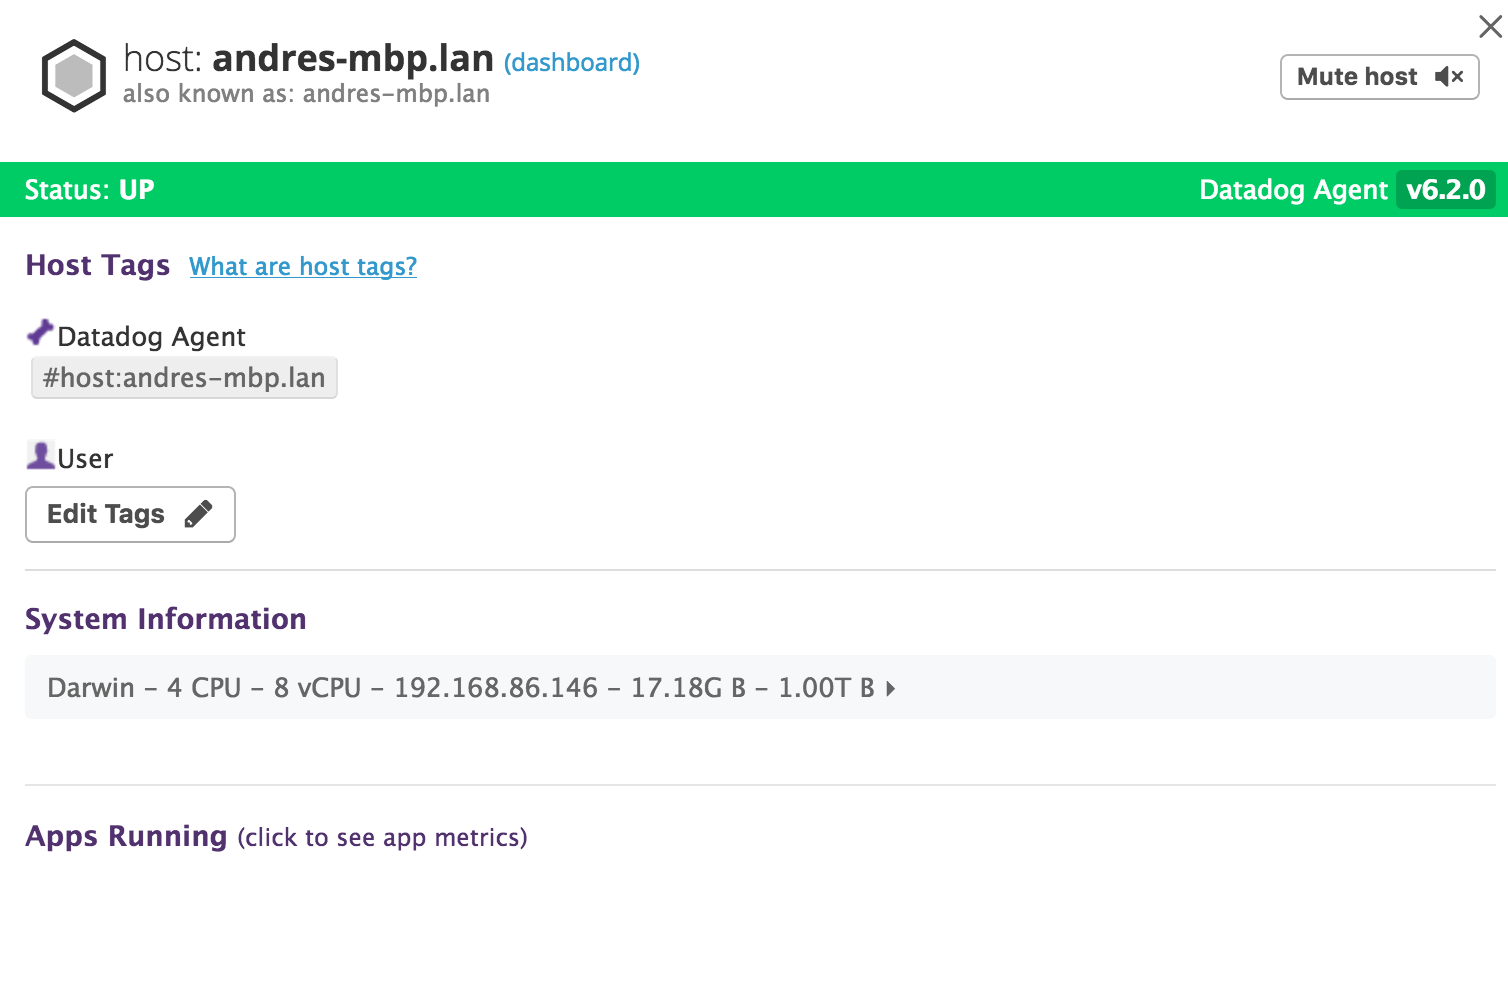 host: andres-mbp.lan (dashboard)
also known as: andres-mbp.lan
Mute host
Status: UP
Datadog Agent v6.2.0
Host Tags What are host tags?
Datadog Agent
#host:andres-mbp.lan
User
Edit Tags
System Information
Darwin - 4 CPU - 8 vCPU - 192.168.86.146 - 17.18G B - 1.00T B
Apps Running (click to see app metrics)